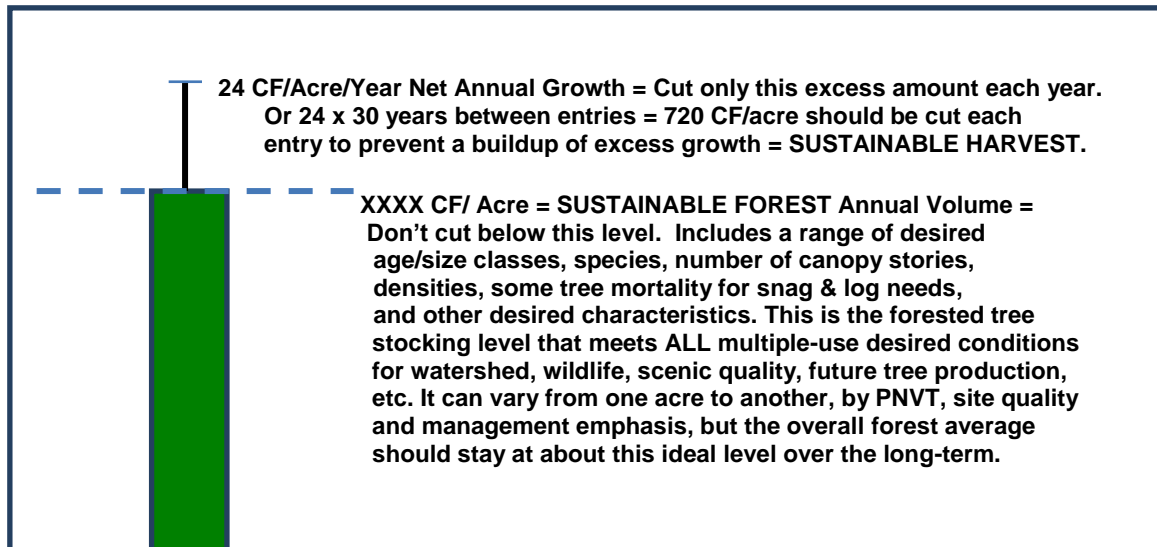 24 CF/Acre/Year Net Annual Growth = Cut only this excess amount each year.
Or 24 x 30 years between entries = 720 CF/acre should be cut each
entry to prevent a buildup of excess growth = SUSTAINABLE HARVEST.
XXXX CF/ Acre = SUSTAINABLE FOREST Annual Volume =
Don't cut below this level.  Includes a range of desired
age/size classes, species, number of canopy stories,
densities, some tree mortality for snag & log needs,
and other desired characteristics. This is the forested tree
stocking level that meets ALL multiple-use desired conditions
for watershed, wildlife, scenic quality, future tree production,
etc. It can vary from one acre to another, by PNVT, site quality
and management emphasis, but the overall forest average
should stay at about this ideal level over the long-term.